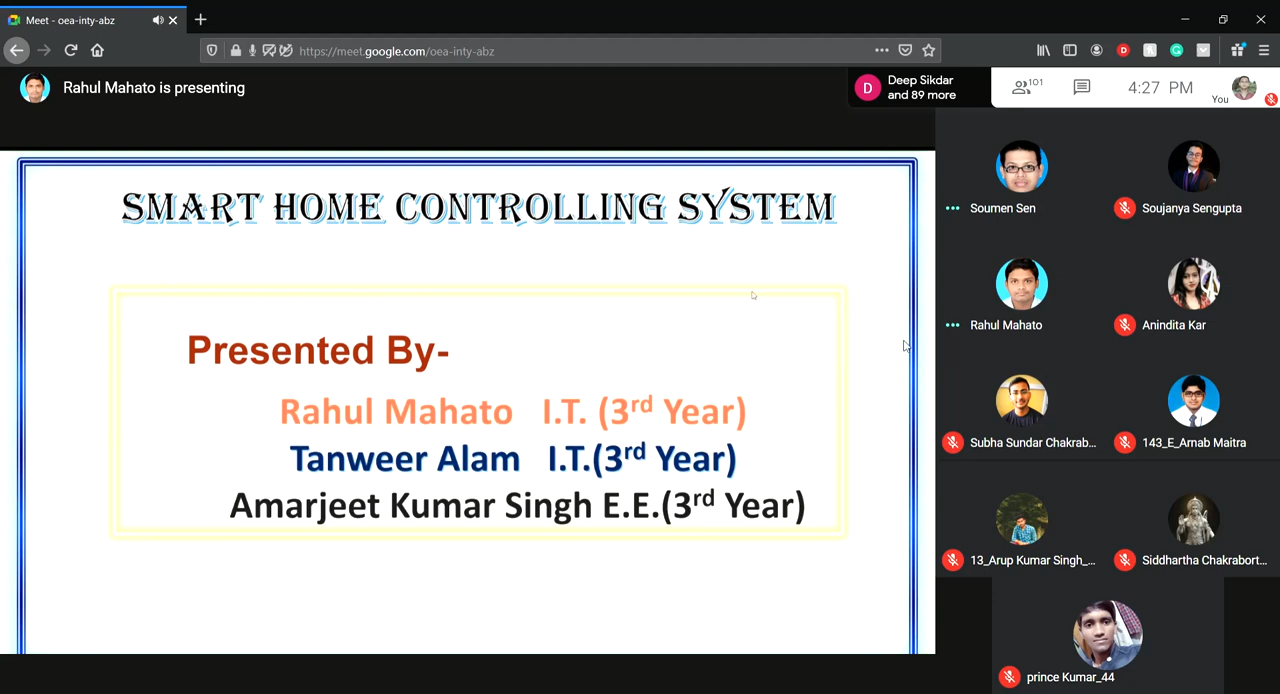 Meet - oea-inty-abz
https://meet.google.com/oea-inty-abz
Rahul Mahato is presenting
D
Deep Sikdar
and 89 more
101
4:27 PM
You
SMART HOME CONTROLLING SYSTEM
Presented By-
Rahul Mahato I.T. (3rd Year)
Tanweer Alam I.T.(3rd Year)
Amarjeet Kumar Singh E.E.(3rd Year)
Soumen Sen
Soujanya Sengupta
Rahul Mahato
Anindita Kar
Subha Sundar Chakrab...
143_E_Arnab Maitra
13_Arup Kumar Singh_...
Siddhartha Chakrabort...
prince Kumar_44